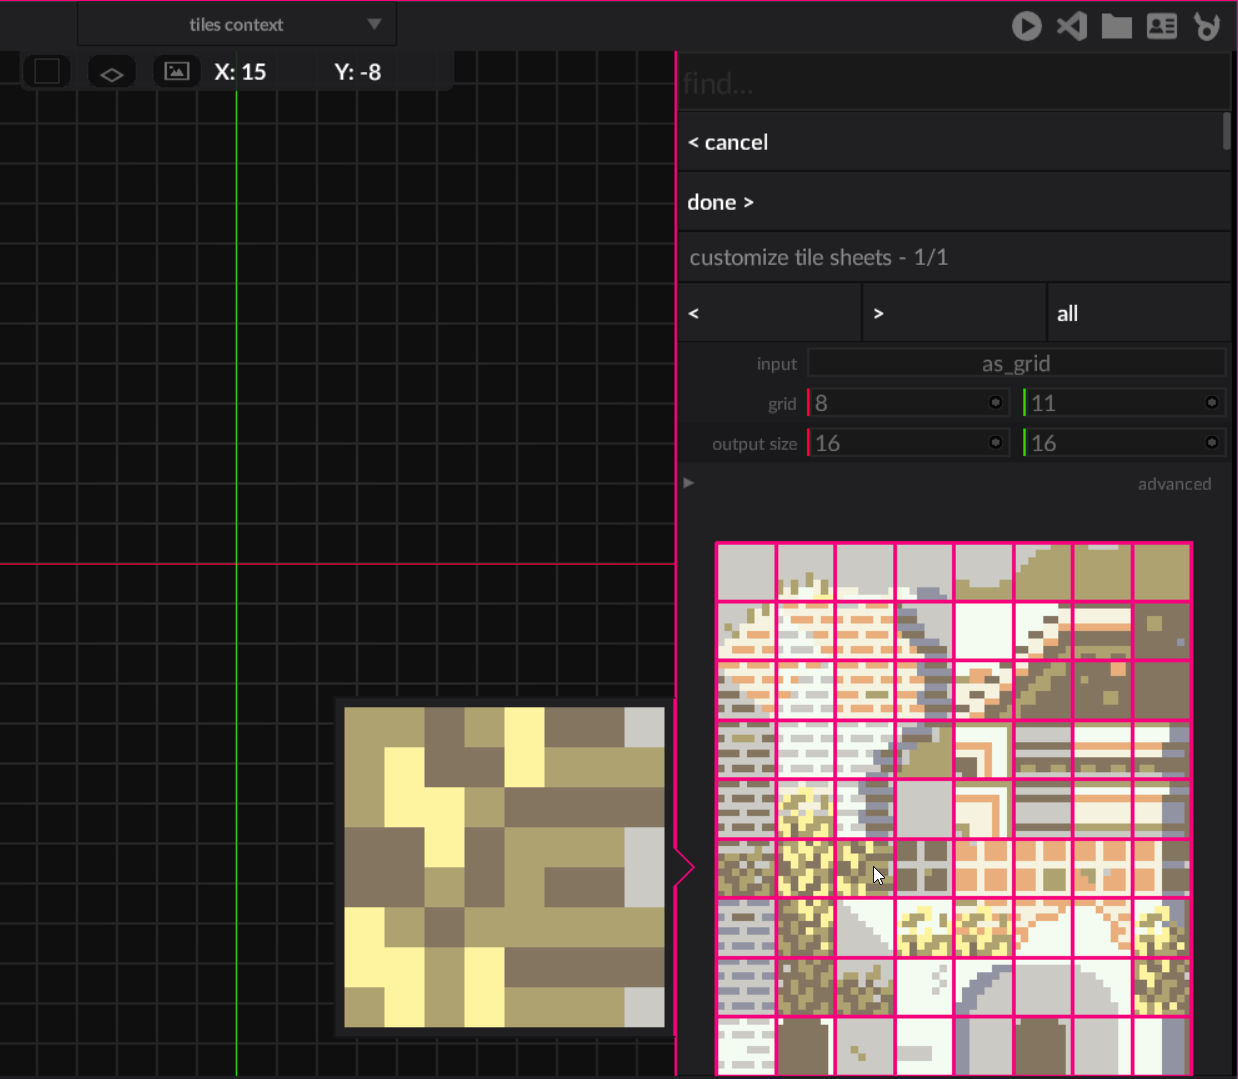 tiles context
X: 15 Y: -8
find...
< cancel
done >
customize tile sheets - 1/1
< > all
input as_grid
grid 8 11
output size 16 16
advanced